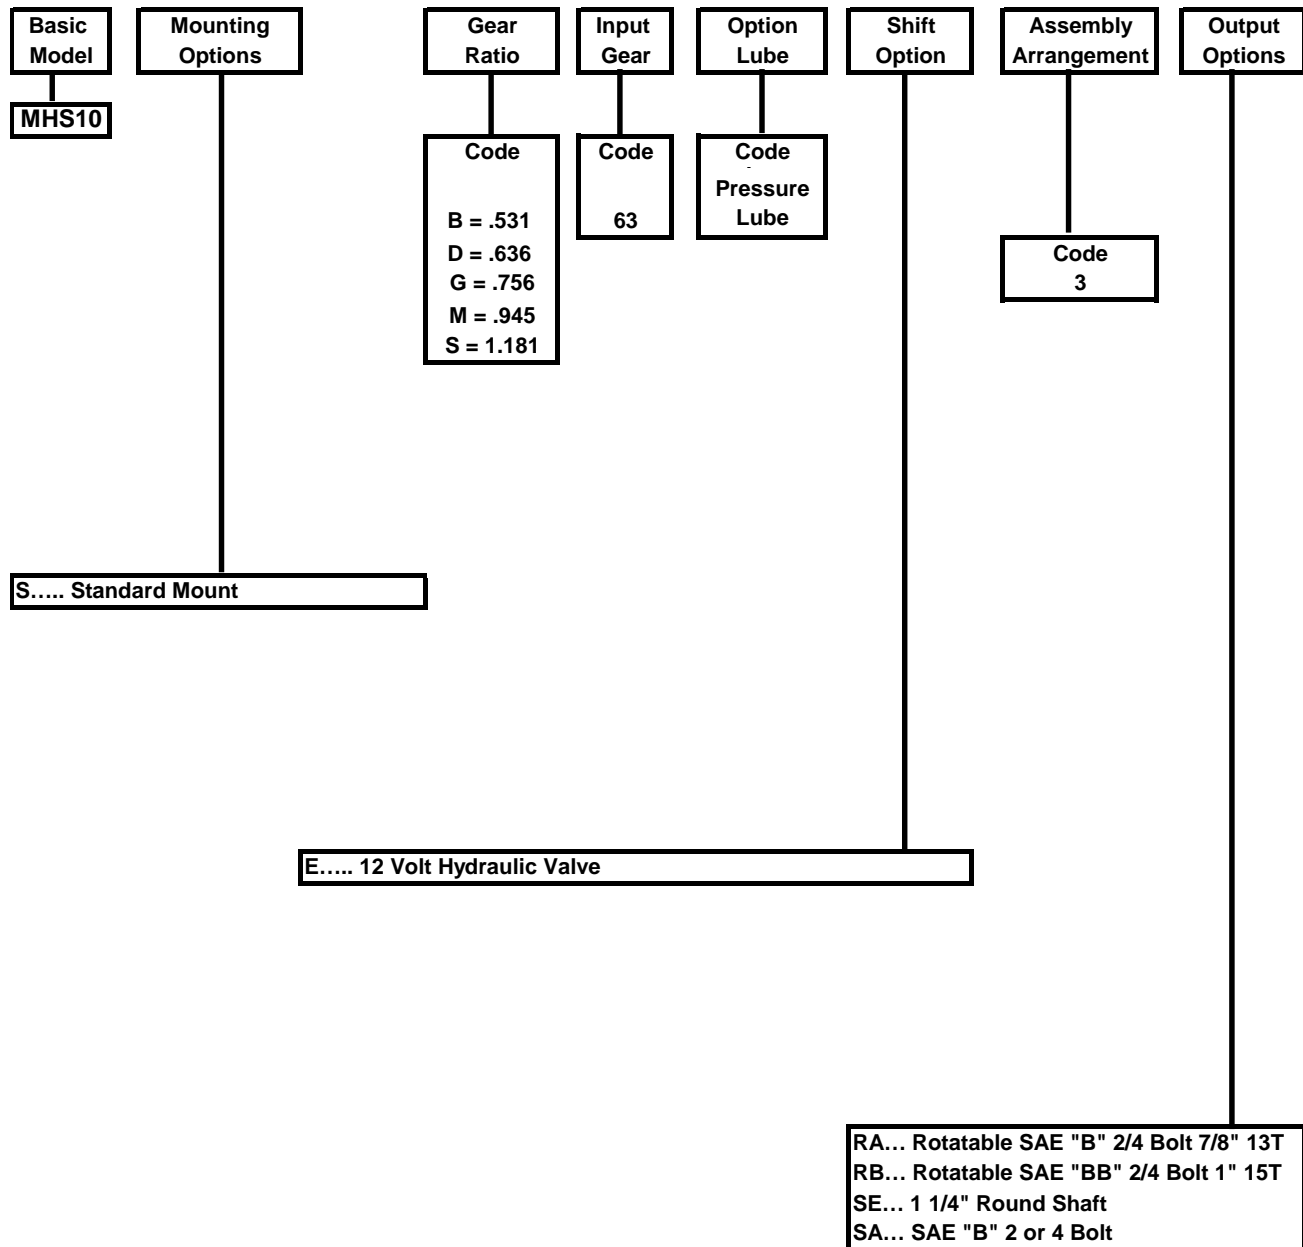 Basic
Model
Mounting
Options
Gear
Ratio
Input
Gear
Option
Lube
Shift
Option
Assembly
Arrangement
Output
Options
MHS10
Code
B = .531
D = .636
G = .756
M = .945
S = 1.181
Code
63
Code
Pressure
Lube
Code
3
S….. Standard Mount
E….. 12 Volt Hydraulic Valve
RA… Rotatable SAE "B" 2/4 Bolt 7/8" 13T
RB… Rotatable SAE "BB" 2/4 Bolt 1" 15T
SE… 1 1/4" Round Shaft
SA… SAE "B" 2 or 4 Bolt